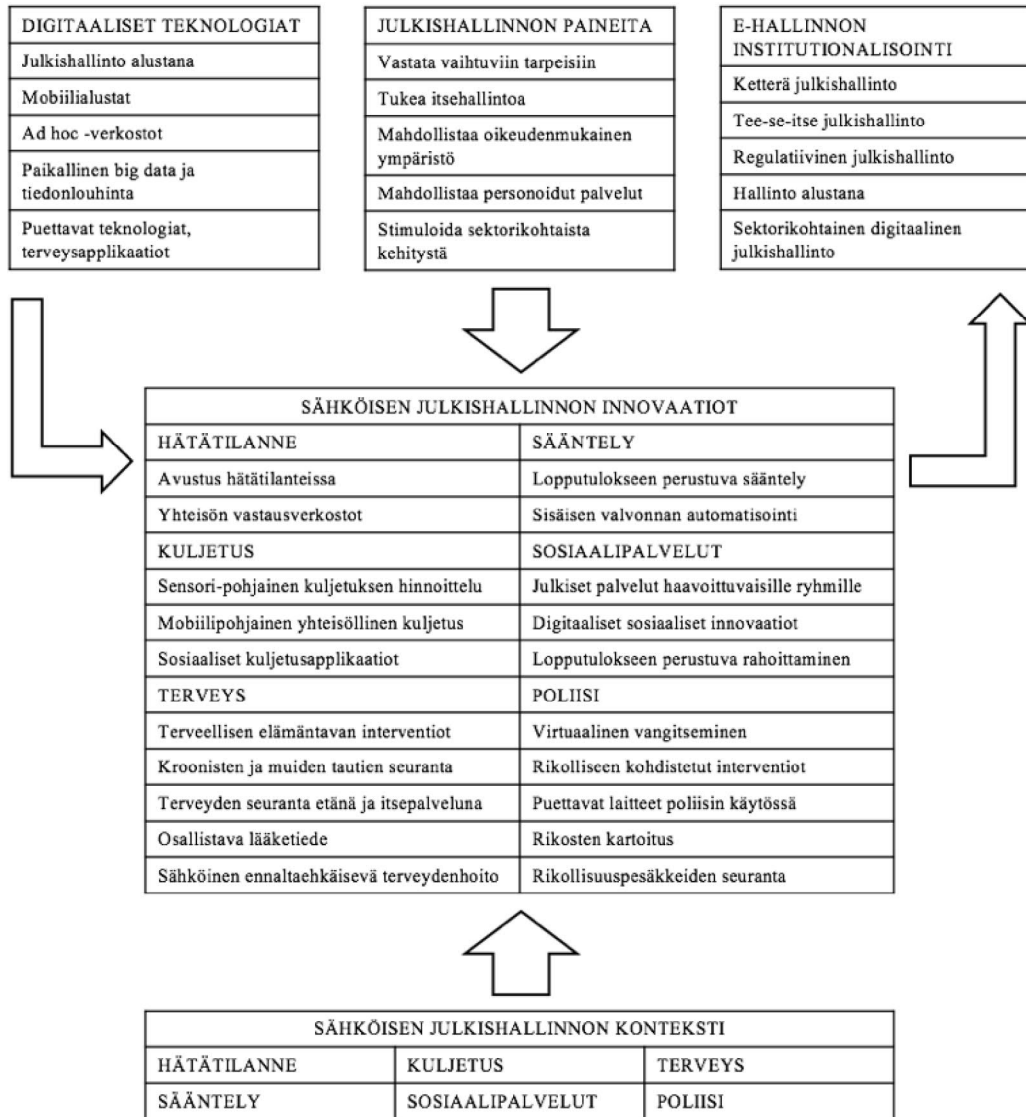 DIGITAALISET TEKNOLOGIAT
Julkishallinto alustana
Mobiilialustat
Ad hoc -verkostot
Paikallinen big data ja
tiedonlouhinta
Puettavat teknologiat,
terveysapplikaatiot
JULKISHALLINNON PAINEITA
Vastata vaihtuviin tarpeisiin
Tukea itsehallintoa
Mahdollistaa oikeudenmukainen
ympäristö
Mahdollistaa personoidut palvelut
Stimuloida sektorikohtaista
kehitystä
E-HALLINNON
INSTITUTIONALISOINTI
Ketterä julkishallinto
Tee-se-itse julkishallinto
Regulatiivinen julkishallinto
Hallinto alustana
Sektorikohtainen digitaalinen
julkishallinto
SÄHKÖISEN JULKISHALLINNON INNOVAATIOT
HÄTÄTILANNE
SÄÄNTELY
Avustus hätätilanteissa
Lopputulokseen perustuva sääntely
Yhteisön vastausverkostot
Sisäisen valvonnan automatisointi
KULJETUS
SOSIAALIPALVELUT
Sensori-pohjainen kuljetuksen hinnoittelu
Julkiset palvelut haavoittuvaisille ryhmille
Mobiilipohjainen yhteisöllinen kuljetus
Digitaaliset sosiaaliset innovaatiot
Sosiaaliset kuljetusapplikaatiot
Lopputulokseen perustuva rahoittaminen
TERVEYS
POLIISI
Terveellisen elämäntavan interventiot
Virtuaalinen vangitseminen
Kroonisten ja muiden tautien seuranta
Rikolliseen kohdistetut interventiot
Terveyden seuranta etänä ja itsepalveluna
Puettavat laitteet poliisin käytössä
Osallistava lääketiede
Rikosten kartoitus
Sähköinen ennaltaehkäisevä terveydenhoito
Rikollisuuspesäkkeiden seuranta
SÄHKÖISEN JULKISHALLINNON KONTEKSTI
HÄTÄTILANNE
KULJETUS
TERVEYS
SÄÄNTELY
SOSIAALIPALVELUT
POLIISI